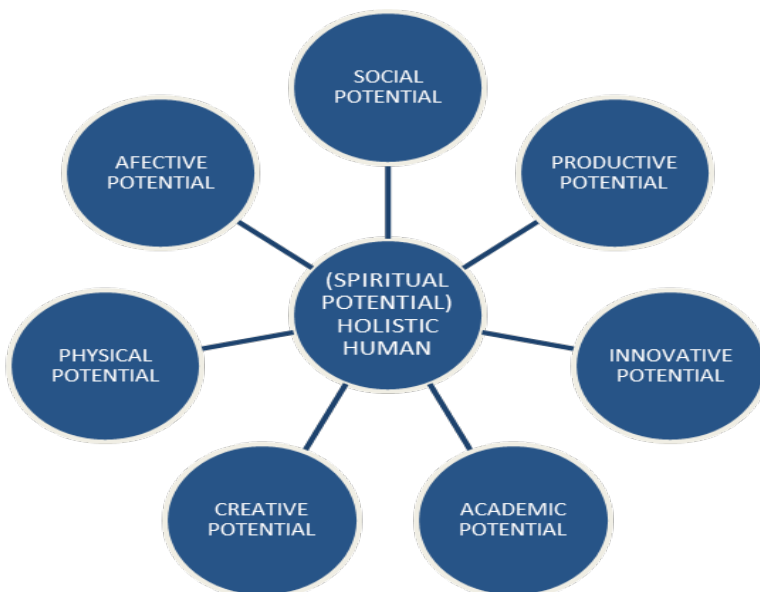 SOCIAL
POTENTIAL
AFECTIVE
POTENTIAL
PRODUCTIVE
POTENTIAL
(SPIRITUAL
POTENTIAL)
HOLISTIC
HUMAN
PHYSICAL
POTENTIAL
INNOVATIVE
POTENTIAL
CREATIVE
POTENTIAL
ACADEMIC
POTENTIAL